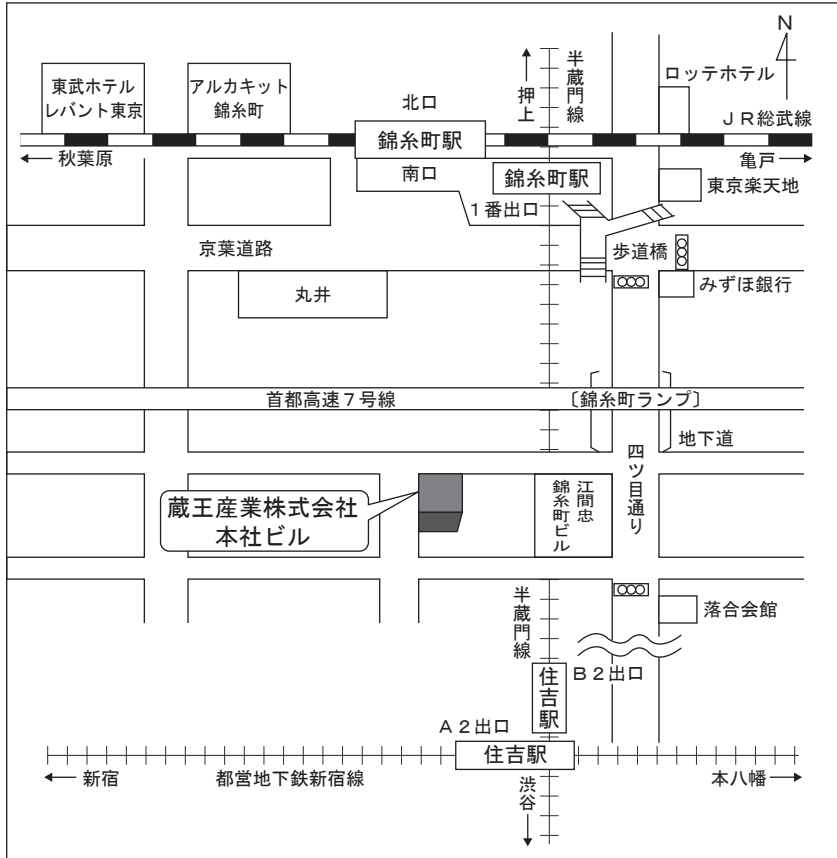 N
東武ホテル
レバント東京
アルカキット
錦糸町
北口
押上
半蔵門線
ロッテホテル
JR総武線
錦糸町駅
秋葉原
亀戸
南口
錦糸町駅
東京楽天地
1番出口
京葉道路
歩道橋
丸井
みずほ銀行
首都高速7号線
〔錦糸町ランプ〕
地下道
四ツ目通り
蔵王産業株式会社
本社ビル
江間忠
錦糸町ビル
半蔵門線
落合会館
住吉駅
B2出口
A2出口
住吉駅
新宿
都営地下鉄新宿線
渋谷
本八幡